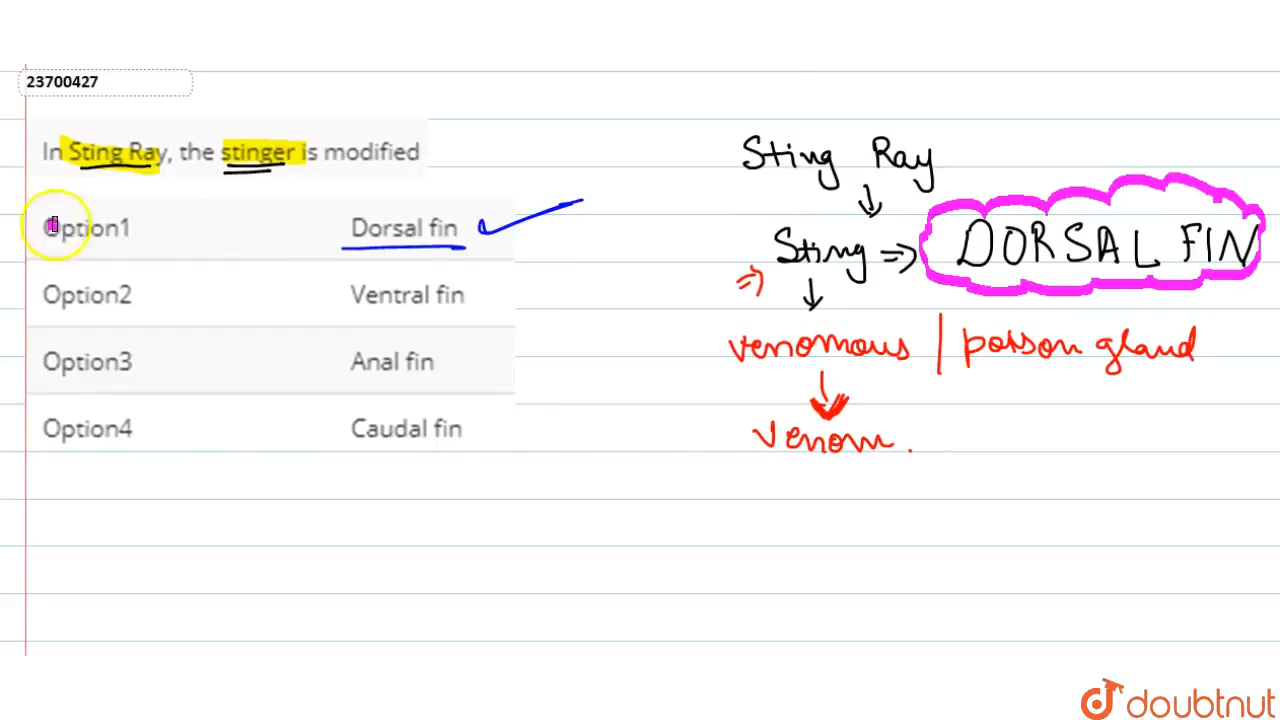 23700427
In Sting Ray, the stinger is modified
Option1 Dorsal fin
Option2 Ventral fin
Option3 Anal fin
Option4 Caudal fin
Sting Ray
Sting ⇒ DORSAL FIN
⇒
venomous | poison gland
venom.
doubtnut